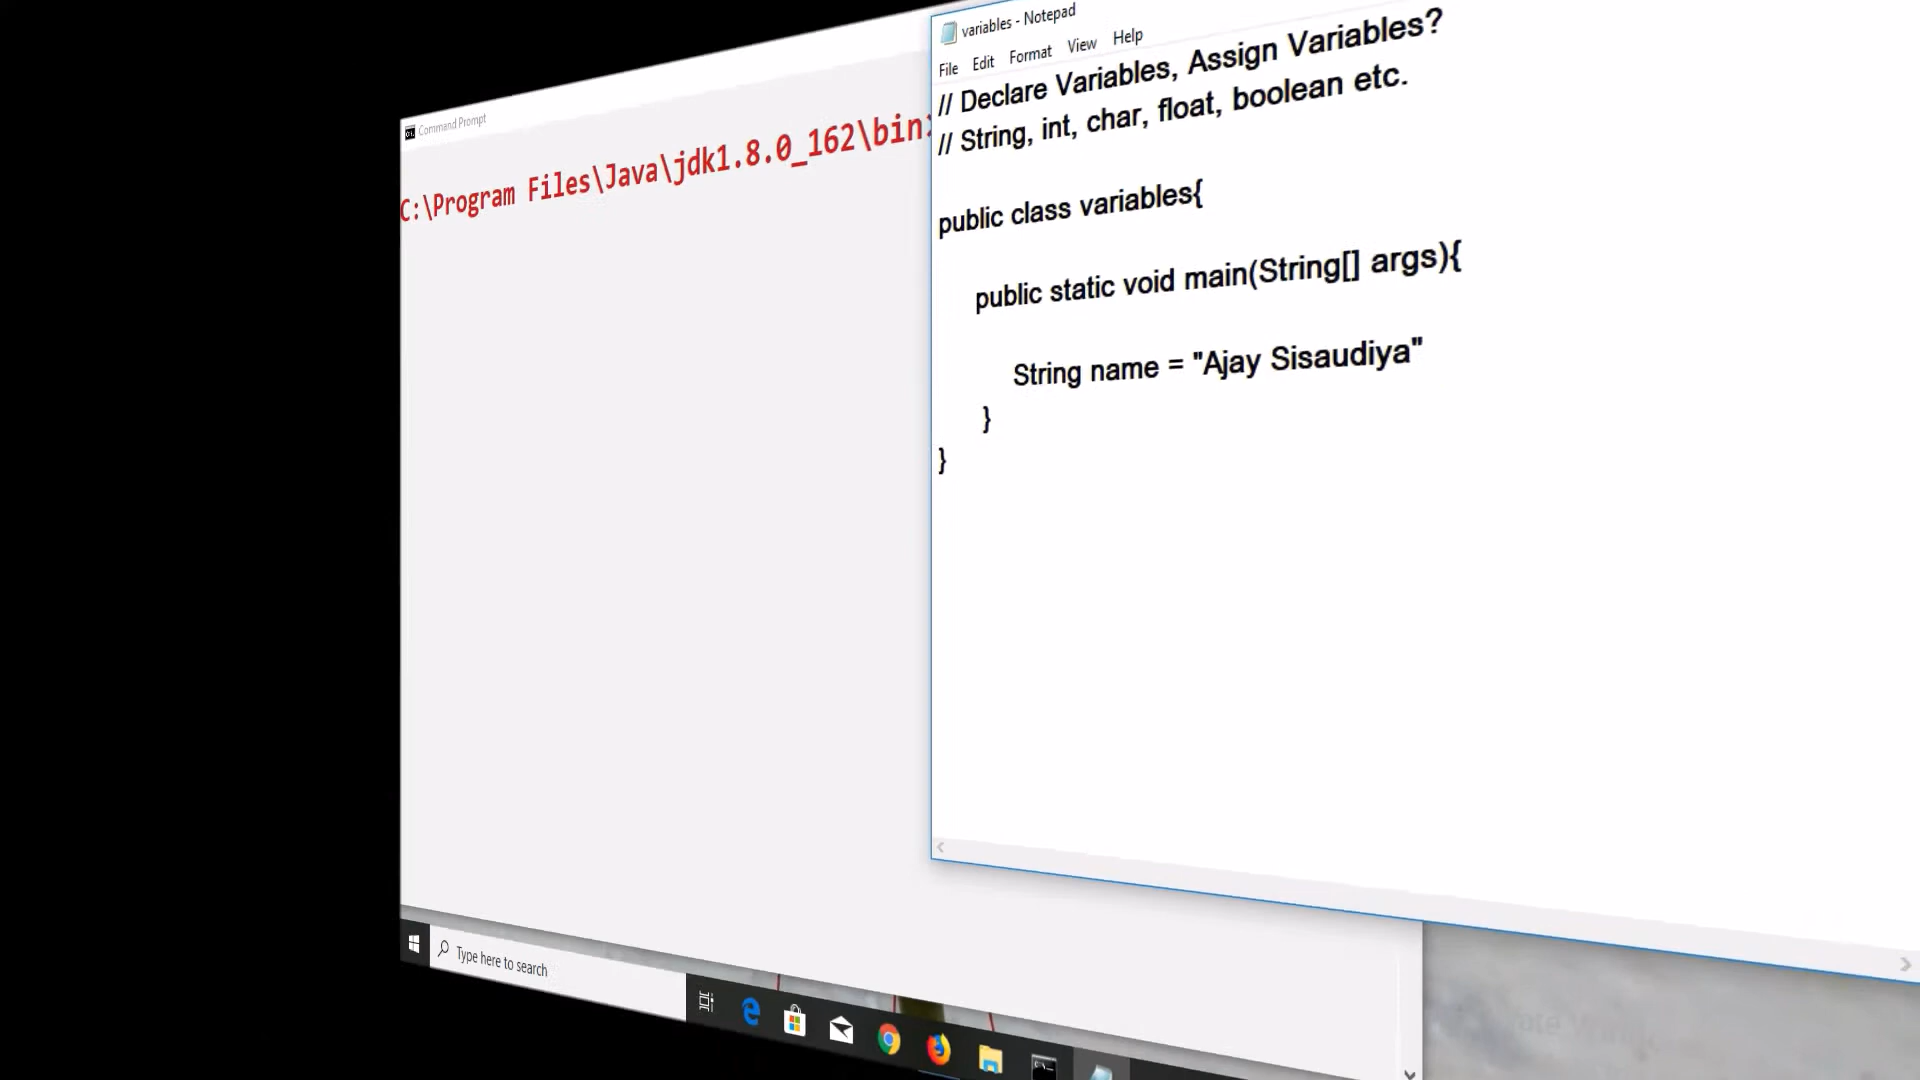 Command Prompt
C:\Program Files\Java\jdk1.8.0_162\bin>
variables - Notepad
File Edit Format View Help
// Declare Variables, Assign Variables?
// String, int, char, float, boolean etc.
public class variables{
public static void main(String[] args){
String name = "Ajay Sisaudiya"
}
}
Type here to search